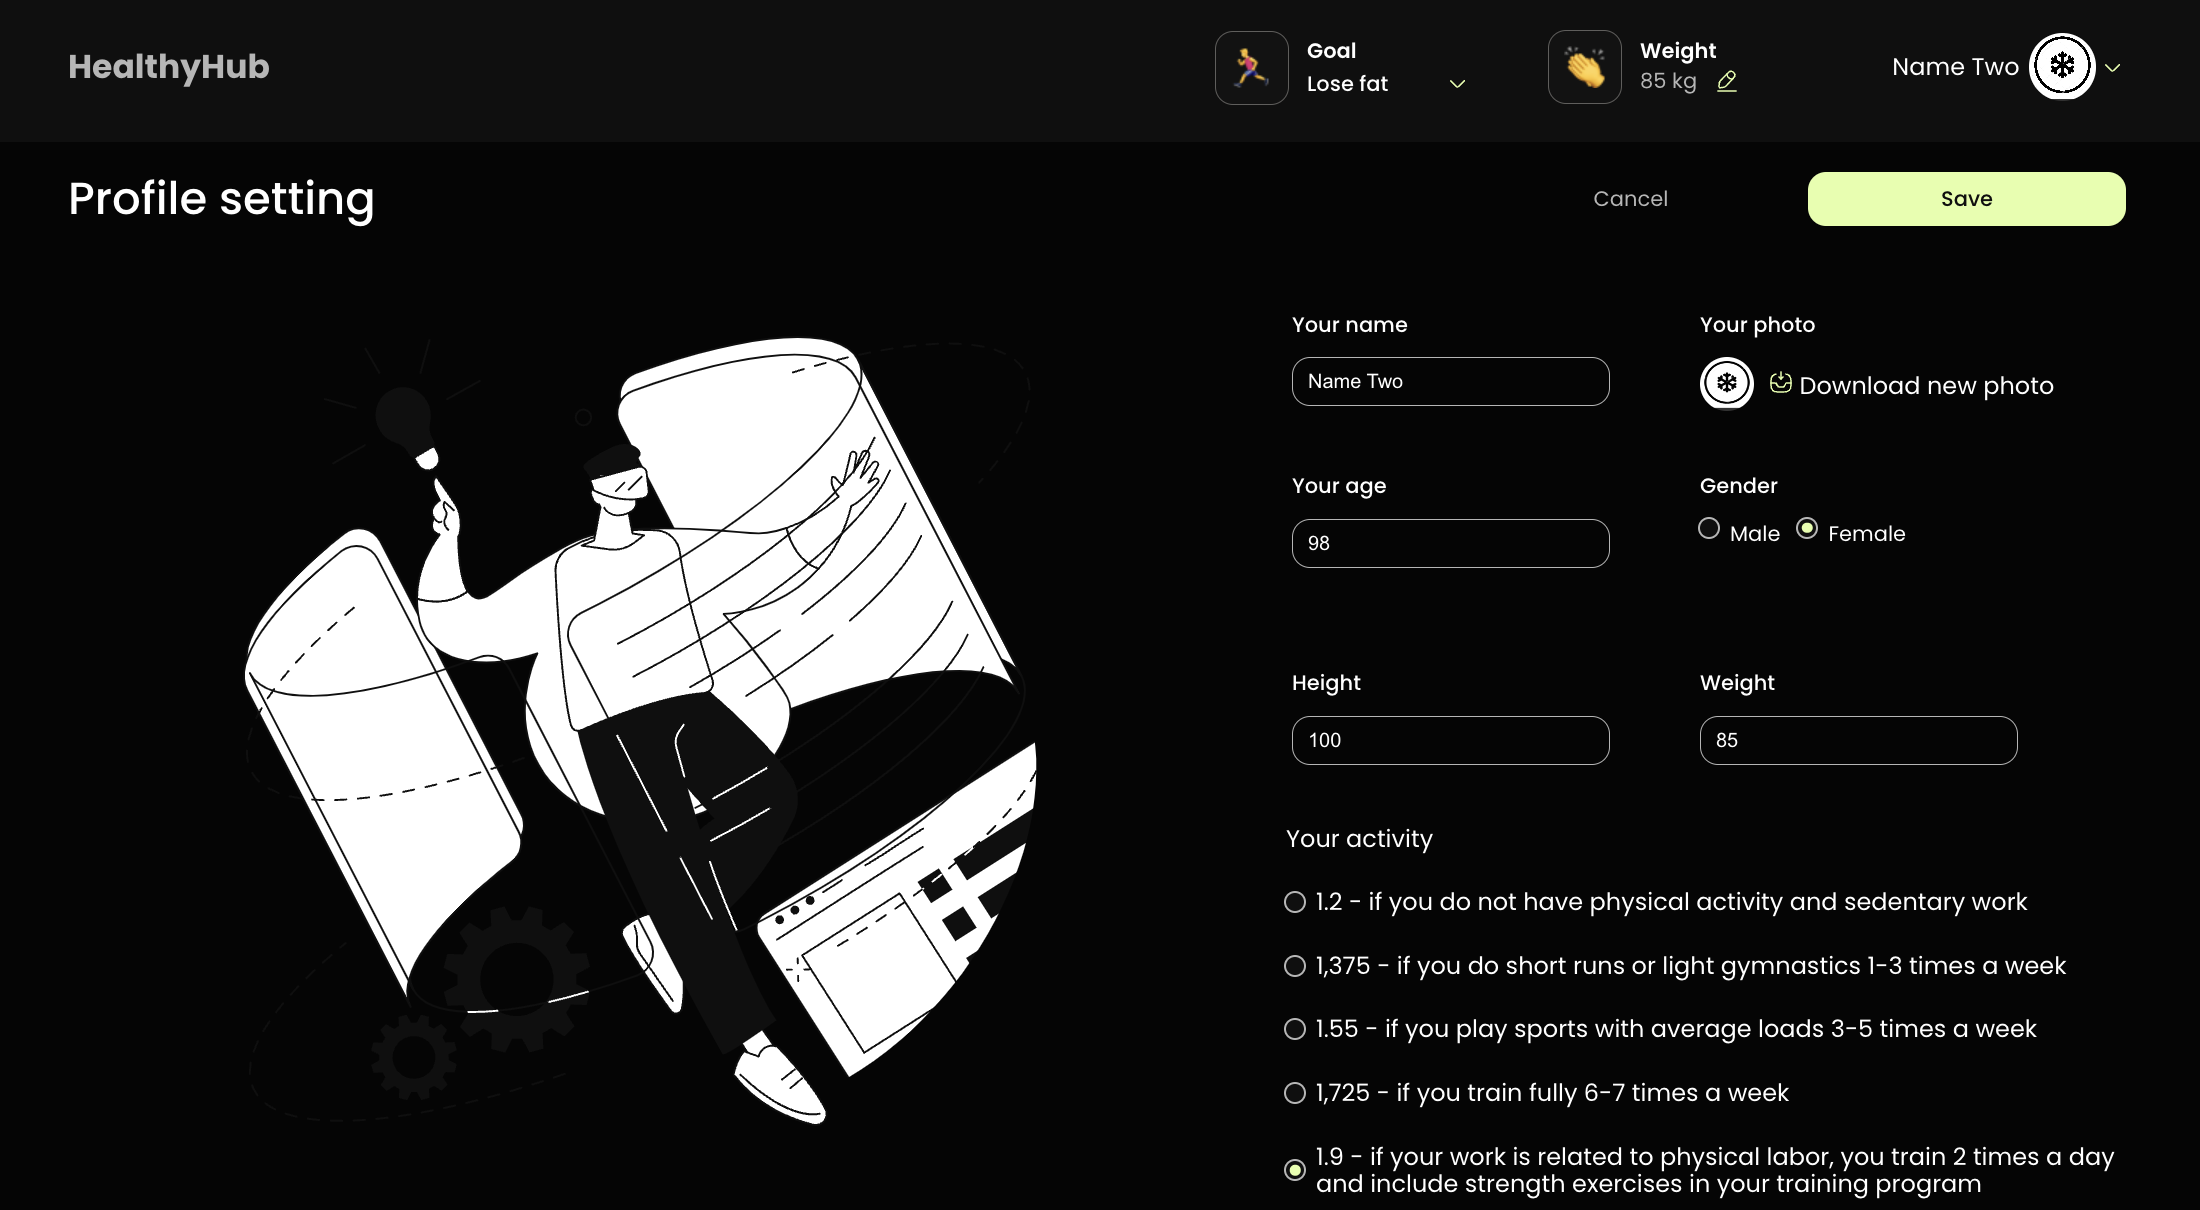 HealthyHub
Goal
Lose fat
Weight
85 kg
Name Two
Profile setting
Cancel
Save
Your name
Name Two
Your photo
Download new photo
Your age
98
Gender
Male
Female
Height
100
Weight
85
Your activity
1.2 - if you do not have physical activity and sedentary work
1,375 - if you do short runs or light gymnastics 1-3 times a week
1.55 - if you play sports with average loads 3-5 times a week
1,725 - if you train fully 6-7 times a week
1.9 - if your work is related to physical labor, you train 2 times a day
and include strength exercises in your training program